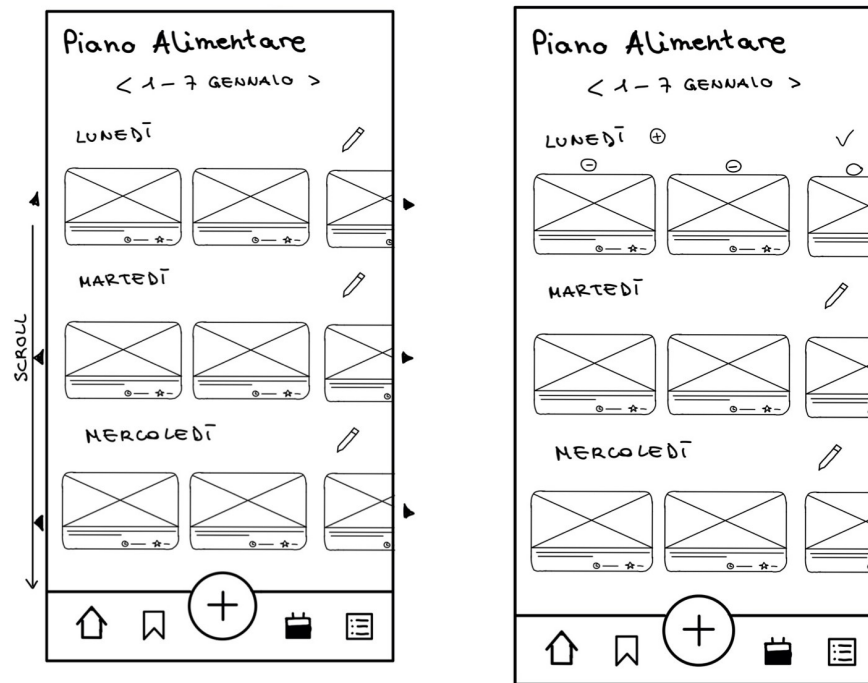 Piano Alimentare
< 1 - 7 GENNAIO >
LUNEDÌ
MARTEDÌ
MERCOLEDÌ
SCROLL
Piano Alimentare
< 1 - 7 GENNAIO >
LUNEDÌ
MARTEDÌ
MERCOLEDÌ